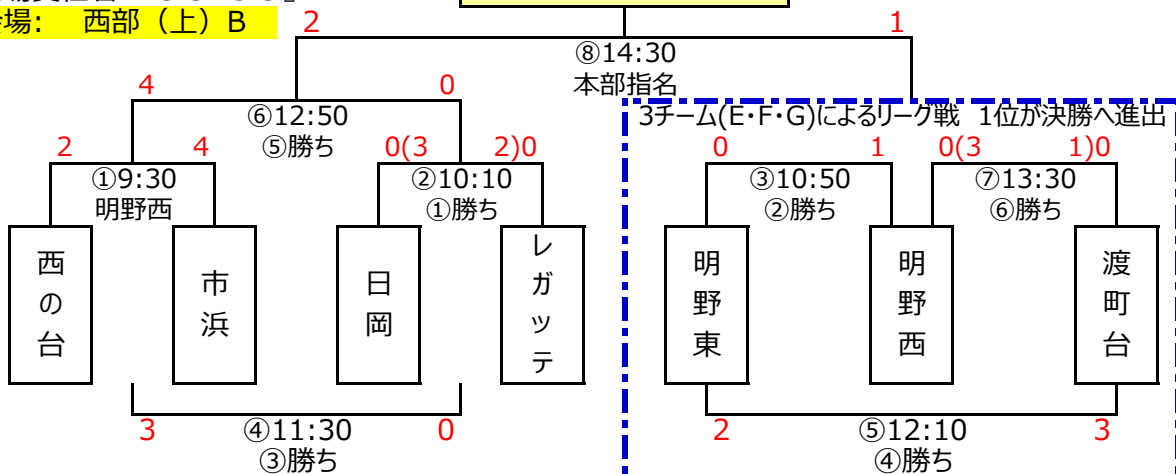 会場:　西部（上）B
2
1
⑧14:30
本部指名
4
0
⑥12:50
⑤勝ち
3チーム(E・F・G)によるリーグ戦　1位が決勝へ進出
2
4
0(3
2)0
0
1
0(3
1)0
①9:30
明野西
②10:10
①勝ち
③10:50
②勝ち
⑦13:30
⑥勝ち
西の台
市浜
日岡
レガッテ
明野東
明野西
渡町台
3
④11:30
0
③勝ち
2
⑤12:10
3
④勝ち